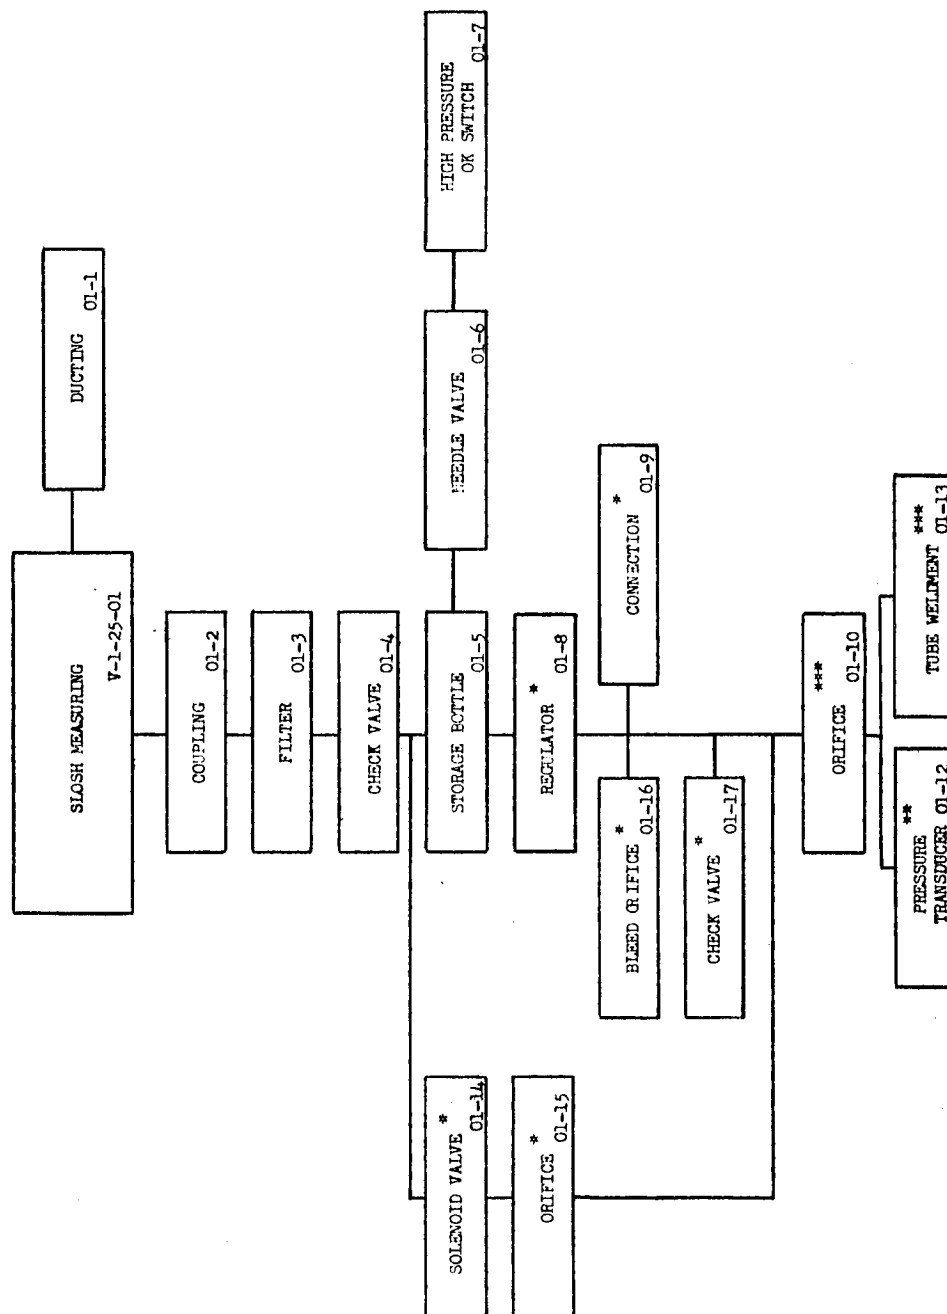 SLOSH MEASURING
V-1-25-01
DUCTING
01-1
COUPLING
01-2
FILTER
01-3
CHECK VALVE
01-4
STORAGE BOTTLE
01-5
NEEDLE VALVE
01-6
HIGH PRESSURE
OK SWITCH
01-7
SOLENOID VALVE *
01-14
REGULATOR *
01-8
ORIFICE *
01-15
BLEED ORIFICE *
01-16
CONNECTION *
01-9
CHECK VALVE *
01-17
ORIFICE ***
01-10
PRESSURE **
TRANSDUCER 01-12
TUBE WELDMENT ***
01-13